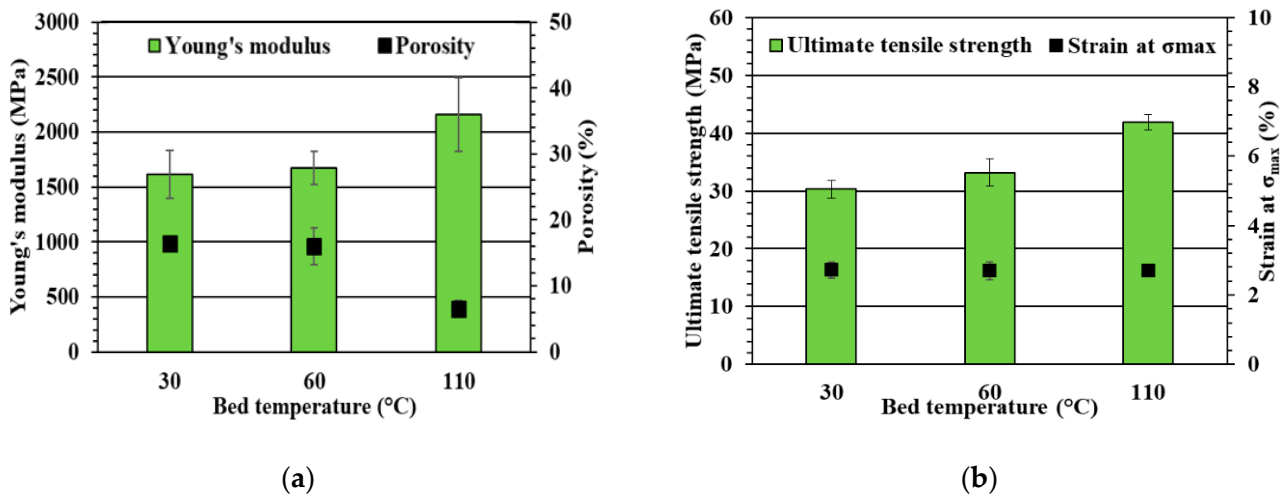 3000
2500
2000
1500
1000
500
0
Young's modulus (MPa)
Young's modulus
Porosity
50
40
30
20
10
0
Porosity (%)
30
60
110
Bed temperature (°C)
(a)
60
50
40
30
20
10
0
Ultimate tensile strength (MPa)
Ultimate tensile strength
Strain at σmax
10
8
6
4
2
0
Strain at σmax (%)
30
60
110
Bed temperature (°C)
(b)